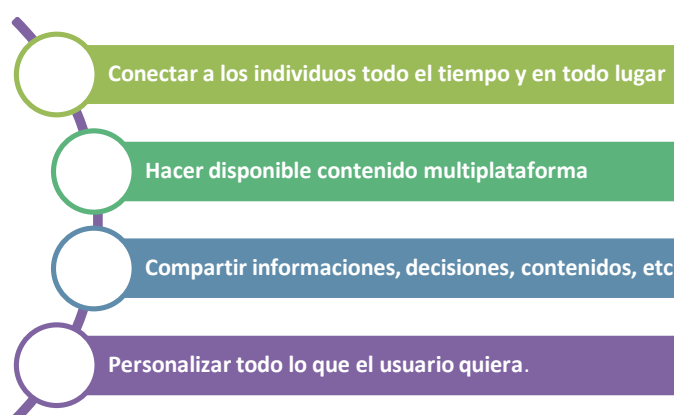 Conectar a los individuos todo el tiempo y en todo lugar
Hacer disponible contenido multiplataforma
Compartir informaciones, decisiones, contenidos, etc
Personalizar todo lo que el usuario quiera.